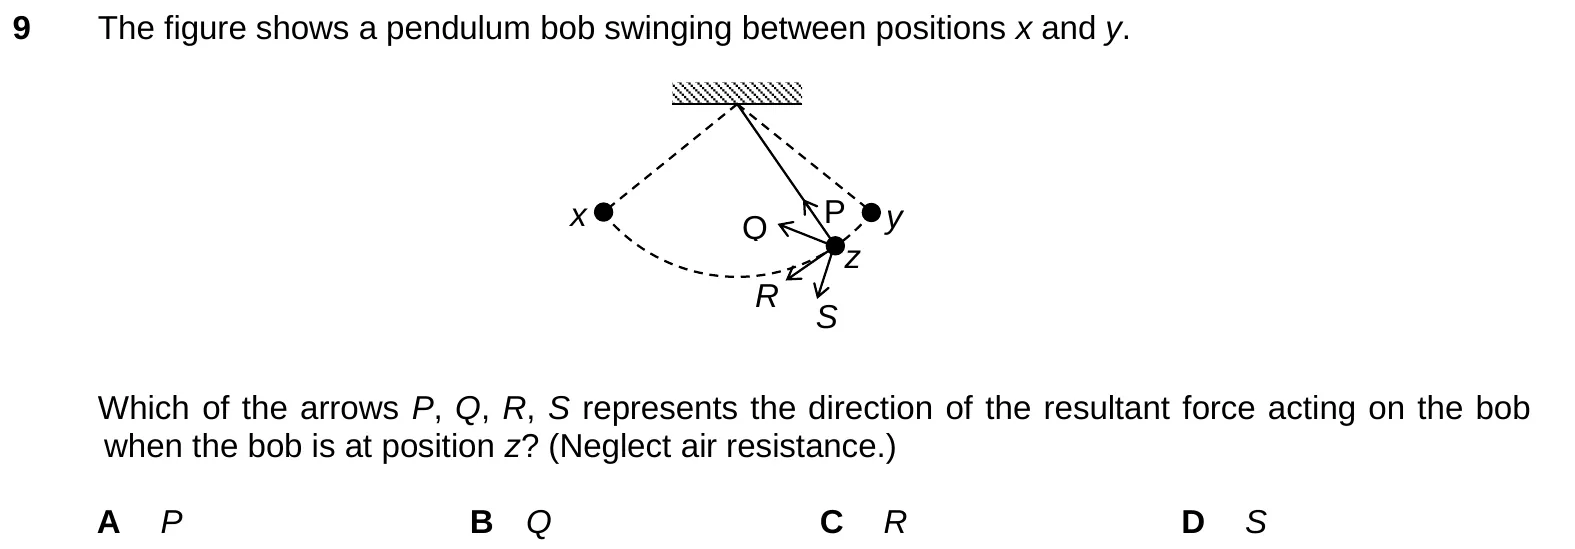 9 The figure shows a pendulum bob swinging between positions x and y.
P
x Q y
z
R
S
Which of the arrows P, Q, R, S represents the direction of the resultant force acting on the bob
when the bob is at position z? (Neglect air resistance.)
A P B Q C R D S